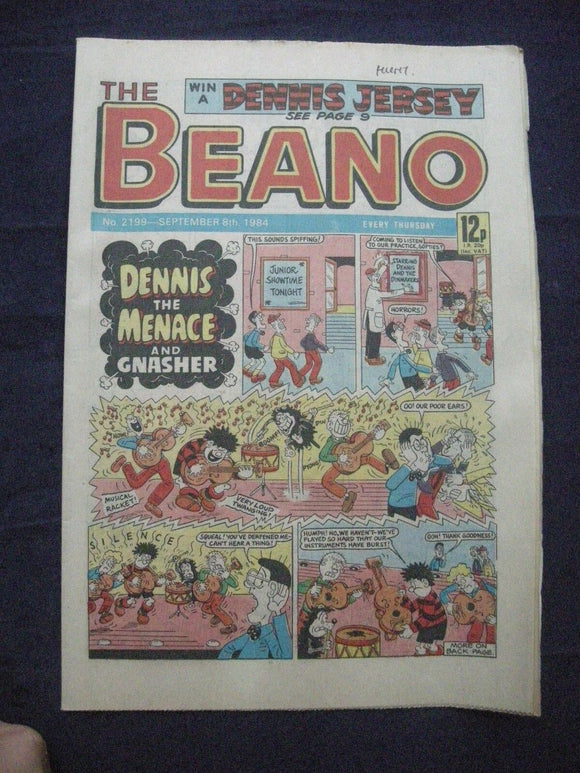 THE
BEANO
WIN
A
DENNIS JERSEY
SEE PAGE 9
No. 2199—SEPTEMBER 8th, 1984
EVERY THURSDAY
12p
I.R. 20p
(Inc. VAT)
DENNIS
THE
MENACE
AND
GNASHER
THIS SOUNDS SPIFFING!
JUNIOR
SHOWTIME
TONIGHT
COMING TO LISTEN
TO OUR PRACTICE, SOFTIES?
STARRING
DENNIS
AND THE
DINMAKERS
HORRORS!
OO! OUR POOR EARS!
MUSICAL
RACKET!
VERY LOUD
TWANGING!
SILENCE
SQUEAL! YOU'VE DEAFENED ME—
CAN'T HEAR A THING!
HUMPH! NO, WE HAVEN'T—WE'VE
PLAYED SO HARD THAT OUR
INSTRUMENTS HAVE BURST!
OOH! THANK GOODNESS!
MORE ON
BACK PAGE.